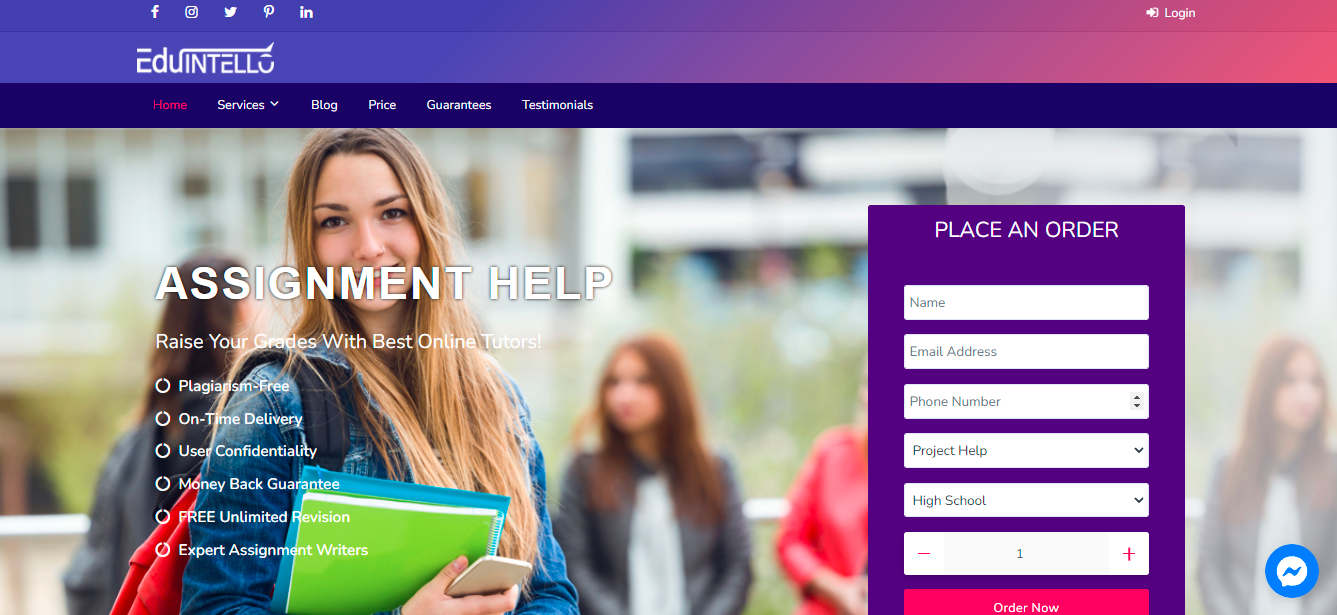 Login
EduINTELLO
Home Services Blog Price Guarantees Testimonials
ASSIGNMENT HELP
Raise Your Grades With Best Online Tutors!
Plagiarism-Free
On-Time Delivery
User Confidentiality
Money Back Guarantee
FREE Unlimited Revision
Expert Assignment Writers
PLACE AN ORDER
Name
Email Address
Phone Number
Project Help
High School
1
Order Now